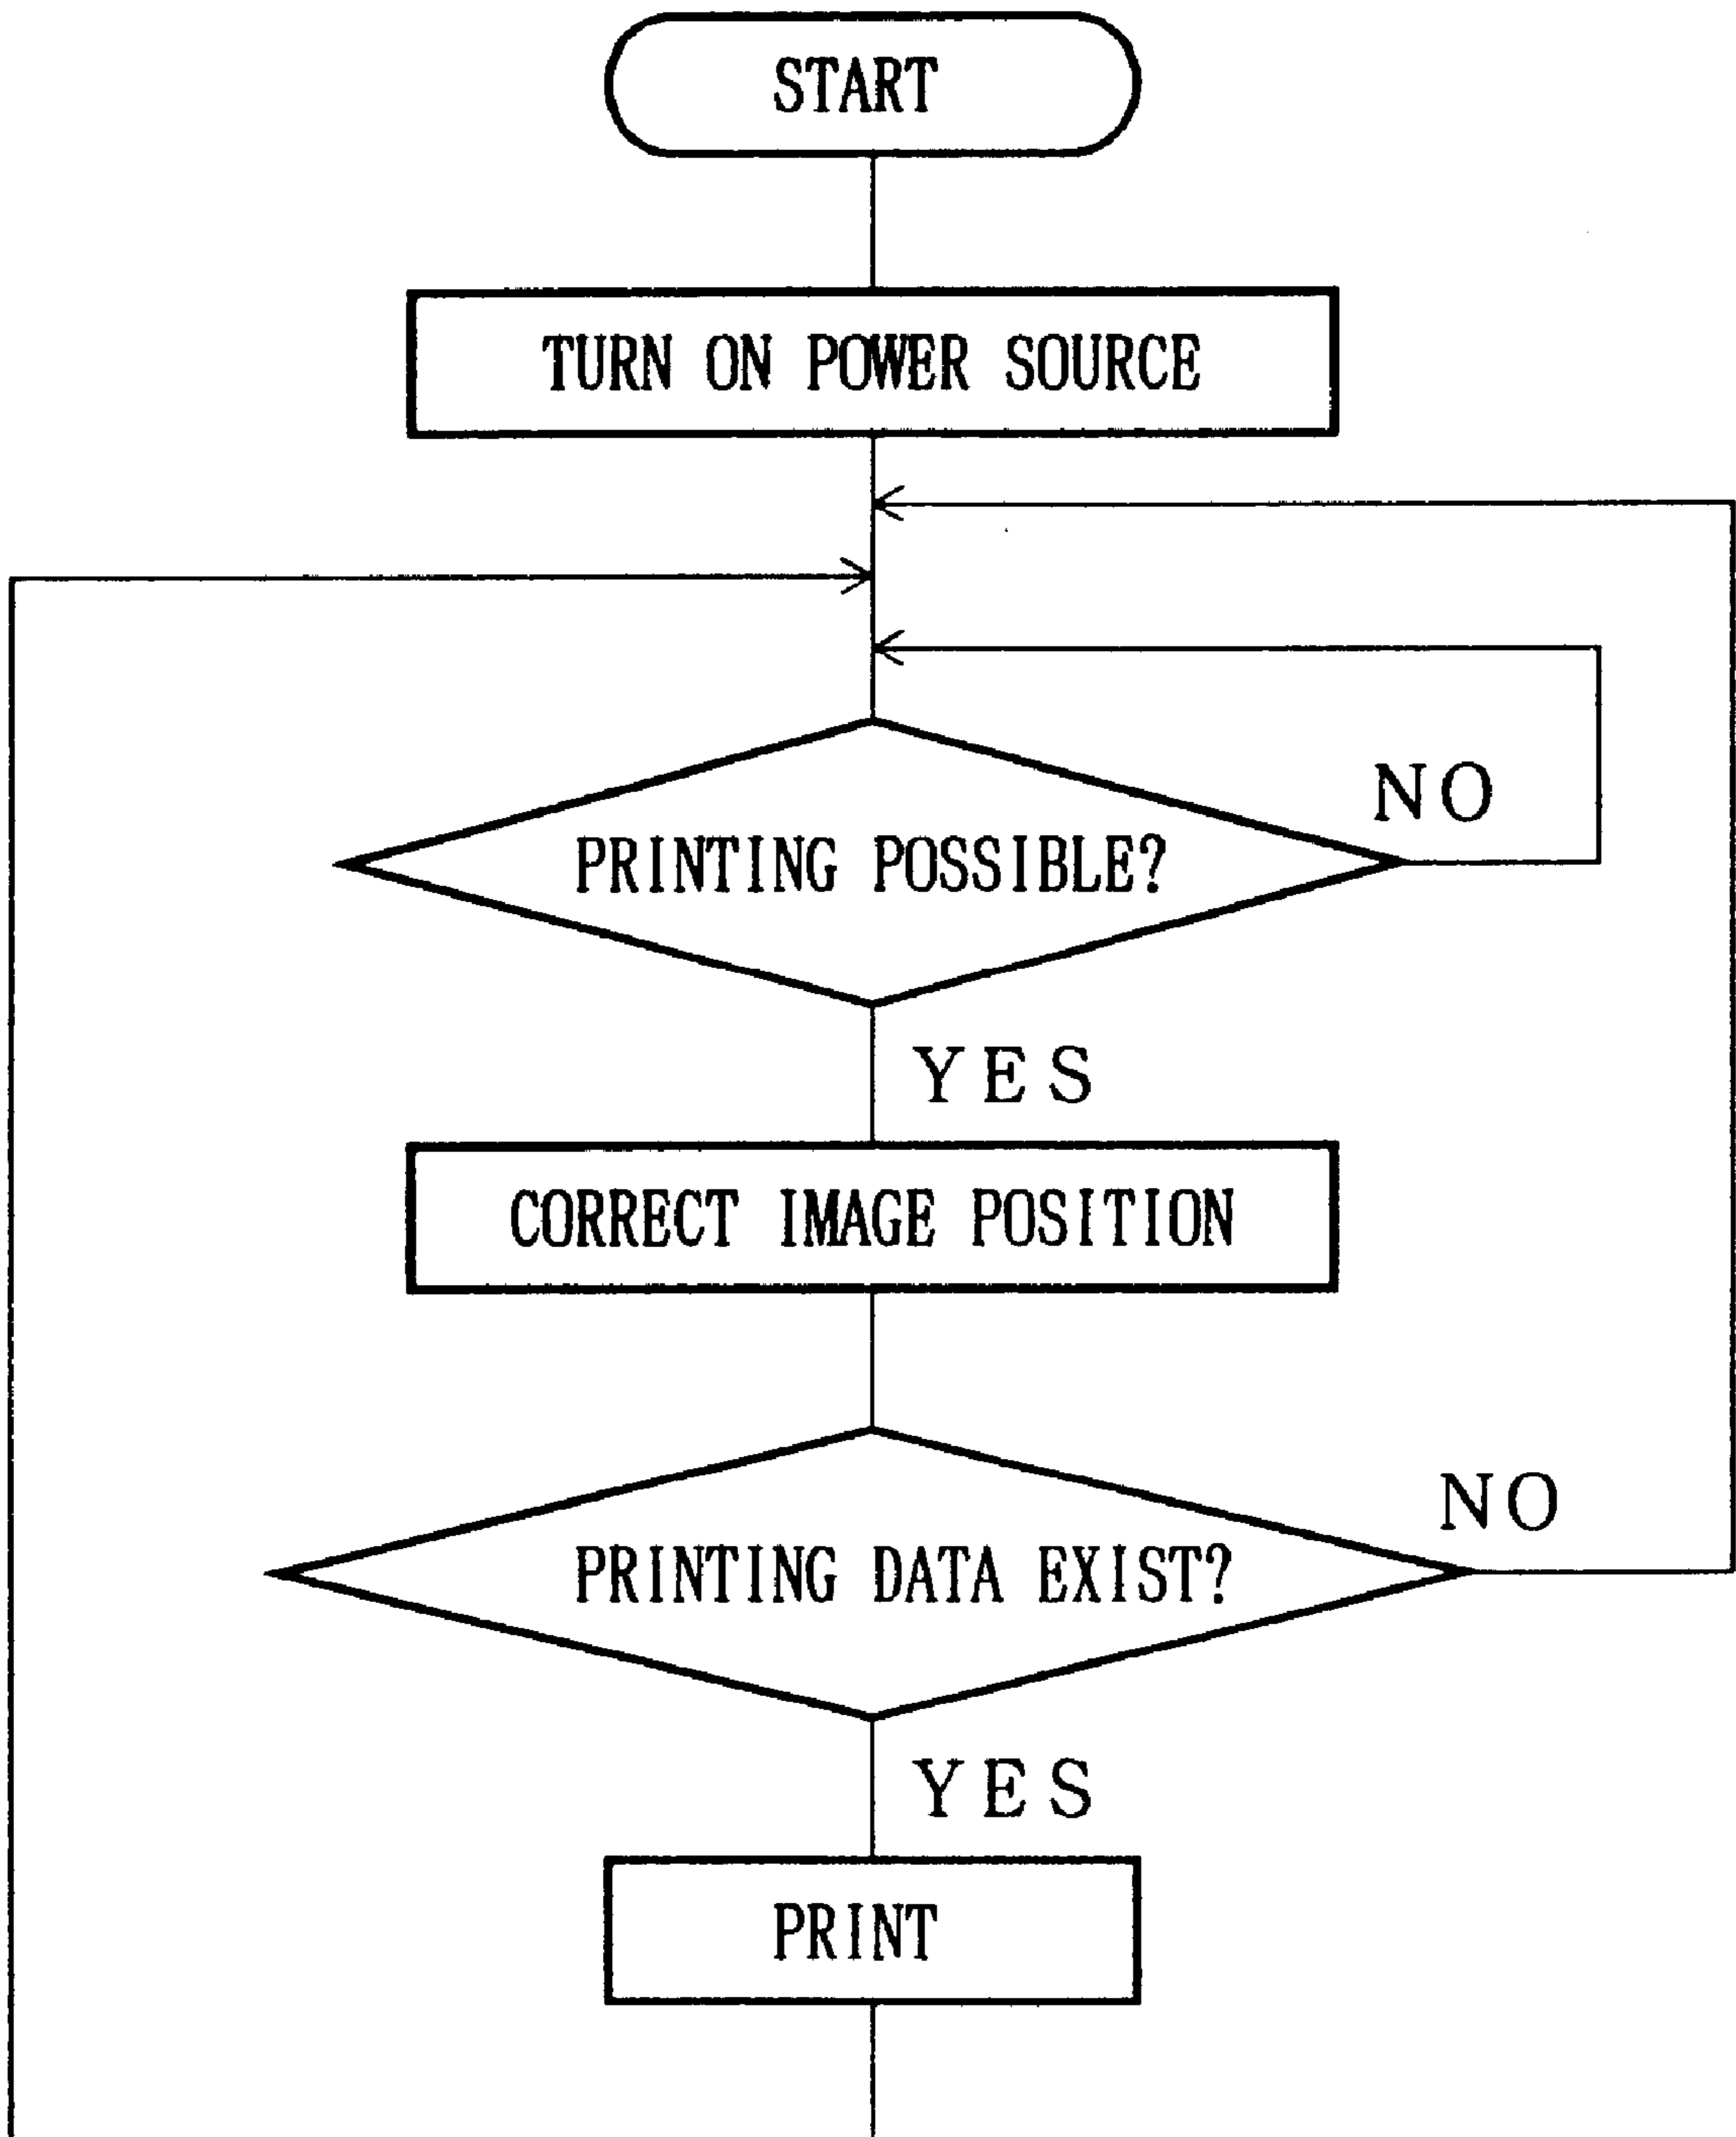 START
TURN ON POWER SOURCE
NO
PRINTING POSSIBLE?
YES
CORRECT IMAGE POSITION
NO
PRINTING DATA EXIST?
YES
PRINT